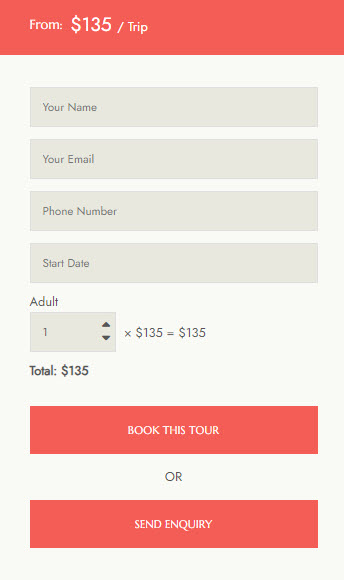 From: $135 / Trip
Your Name
Your Email
Phone Number
Start Date
Adult
1 × $135 = $135
Total: $135
BOOK THIS TOUR
OR
SEND ENQUIRY